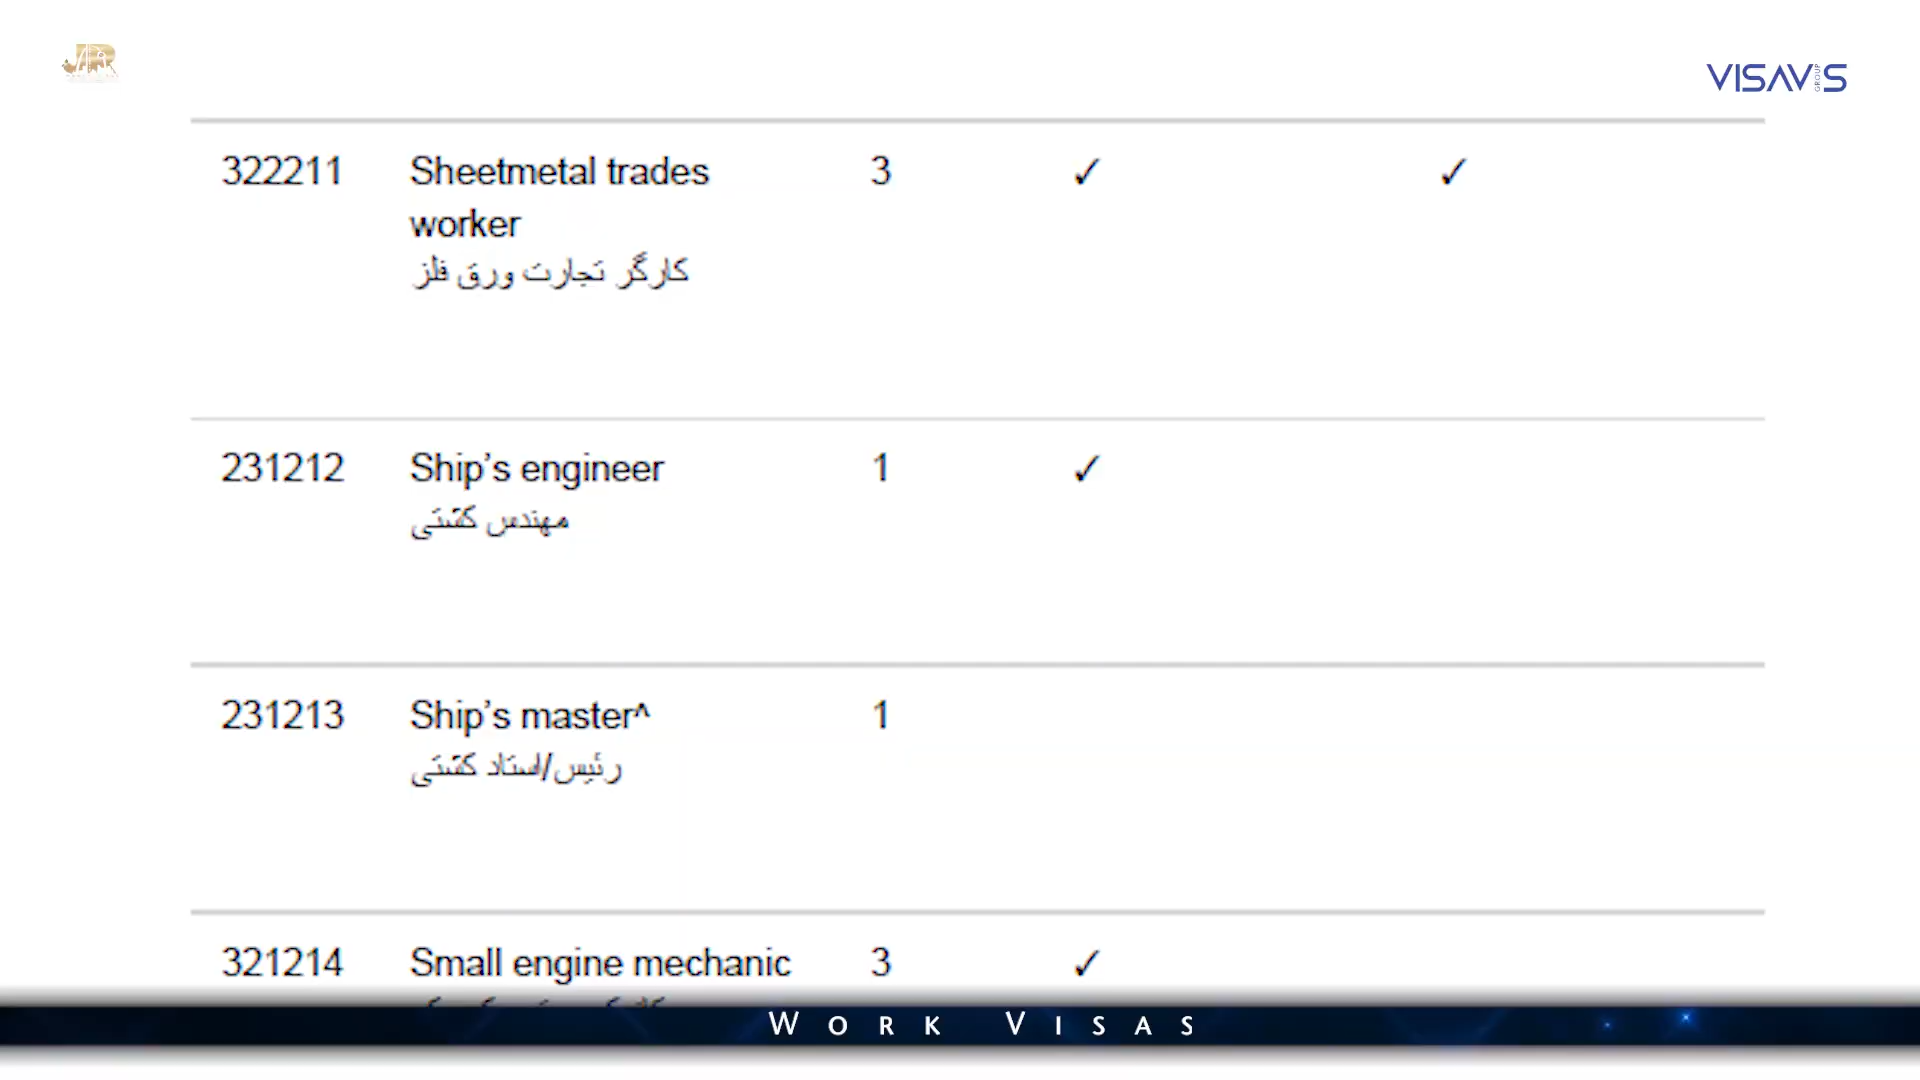 VISAVIS GROUP
322211 Sheetmetal trades 3 ✓ ✓
worker
کارگر تجارت ورق فلز
231212 Ship’s engineer 1 ✓
مهندس کشتی
231213 Ship’s master^ 1
رئیس/استاد کشتی
321214 Small engine mechanic 3 ✓
WORK VISAS